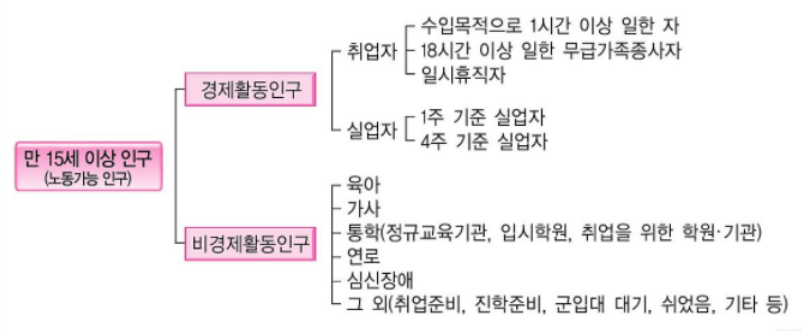 수입목적으로 1시간 이상 일한 자
취업자
18시간 이상 일한 무급가족종사자
일시휴직자
경제활동인구
1주 기준 실업자
실업자
4주 기준 실업자
만 15세 이상 인구
(노동가능 인구)
육아
가사
통학(정규교육기관, 입시학원, 취업을 위한 학원·기관)
비경제활동인구
연로
심신장애
그 외(취업준비, 진학준비, 군입대 대기, 쉬었음, 기타 등)